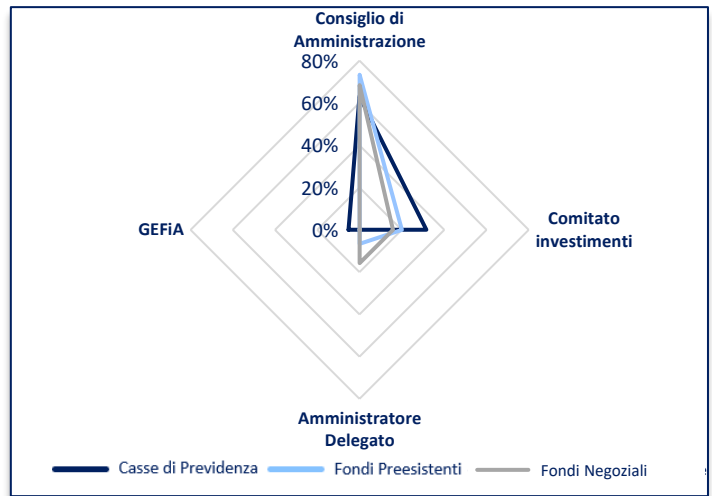 Consiglio di
Amministrazione
80%
60%
40%
20%
0%
GEFiA
Comitato
investimenti
Amministratore
Delegato
Casse di Previdenza
Fondi Preesistenti
Fondi Negoziali